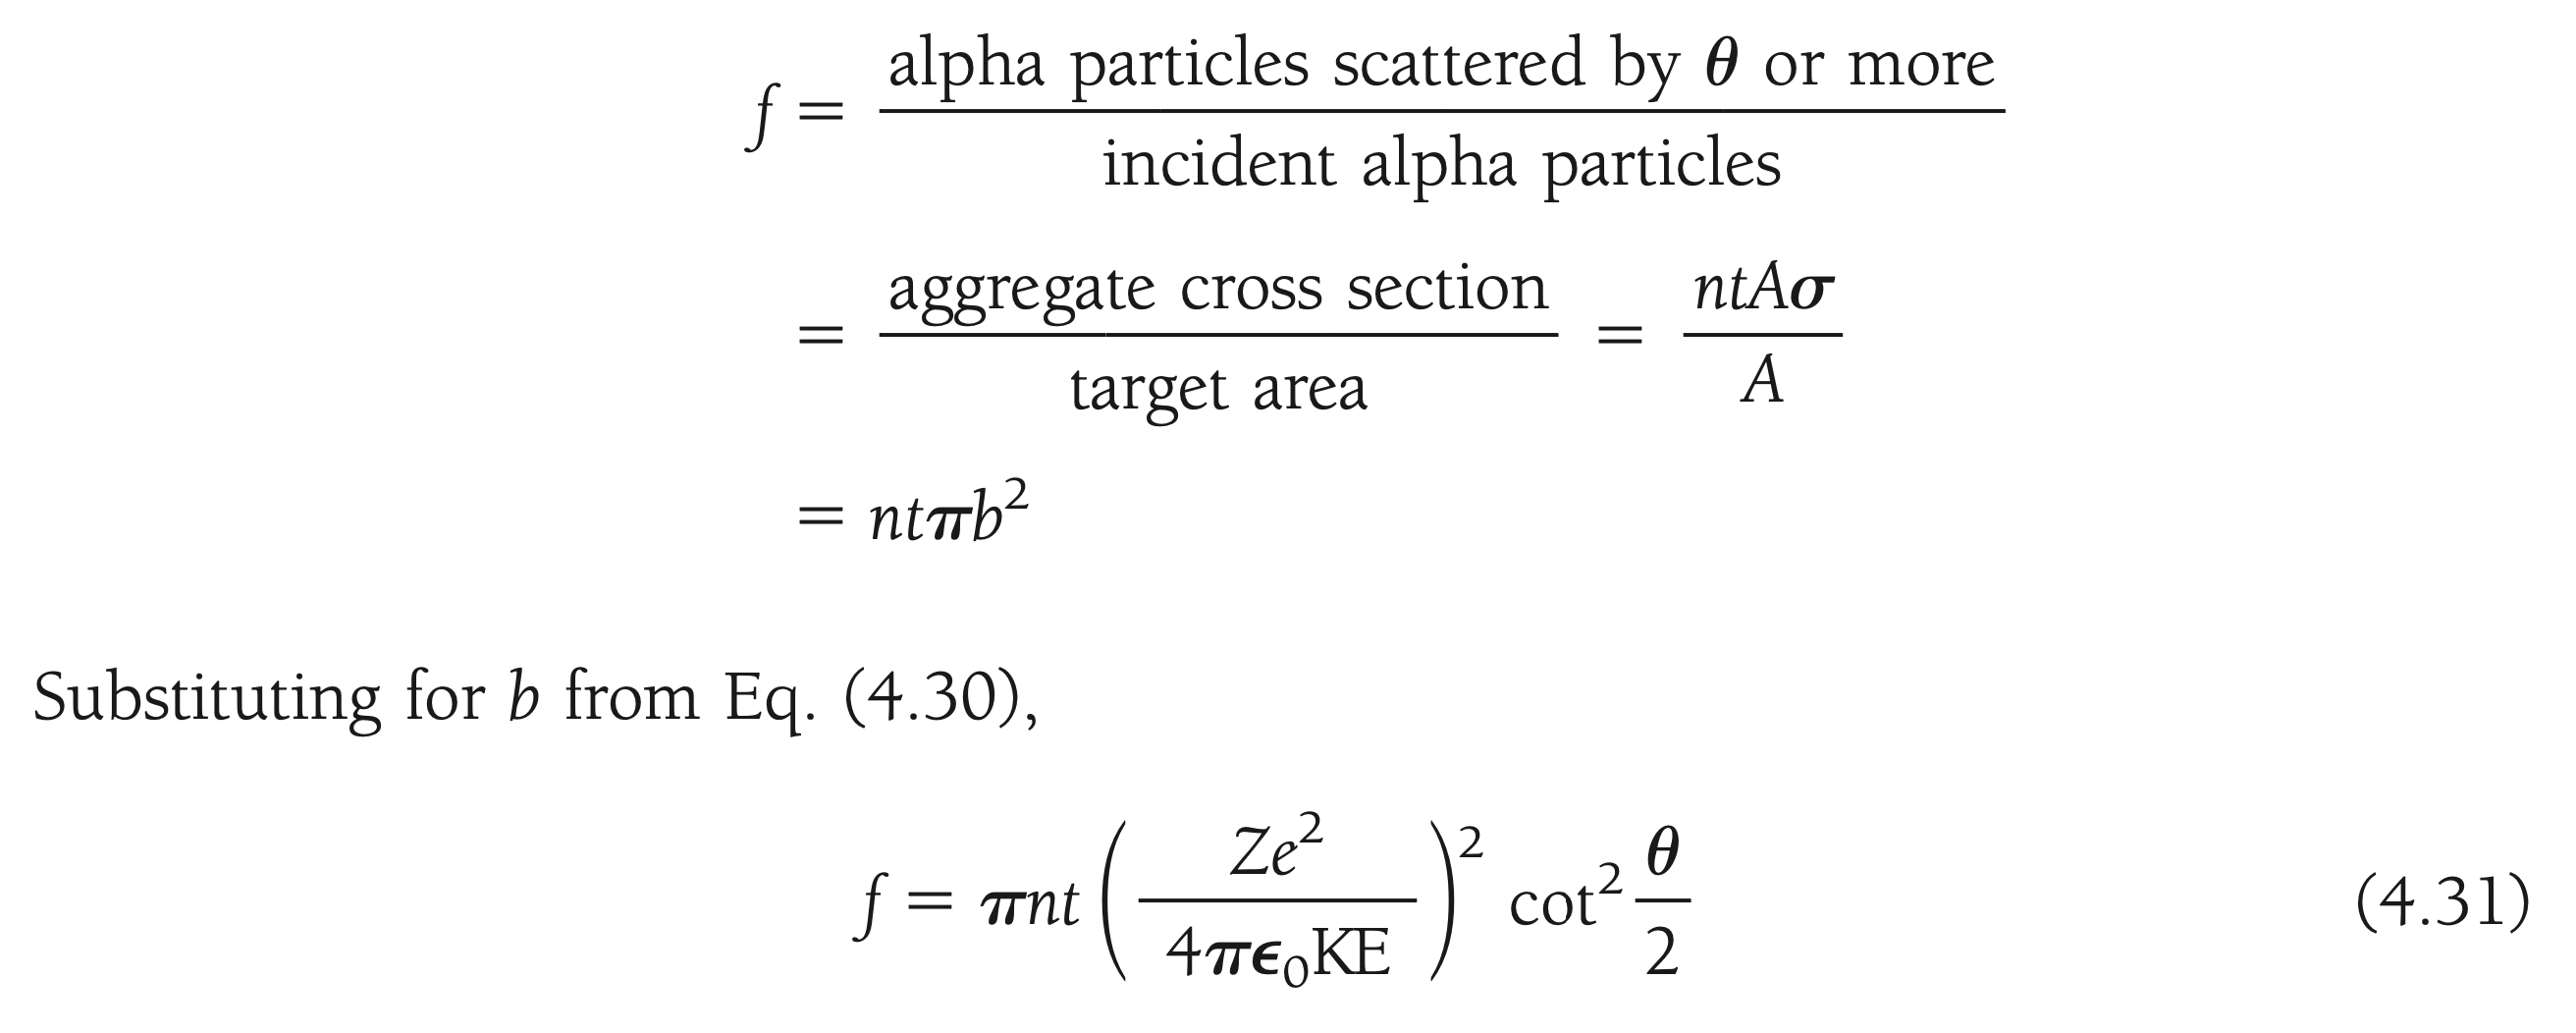 f = alpha particles scattered by θ or more / incident alpha particles
= aggregate cross section / target area = ntAσ / A
= ntπb²
Substituting for b from Eq. (4.30),
f = πnt (Ze² / 4πϵ₀KE)² cot² θ/2 (4.31)